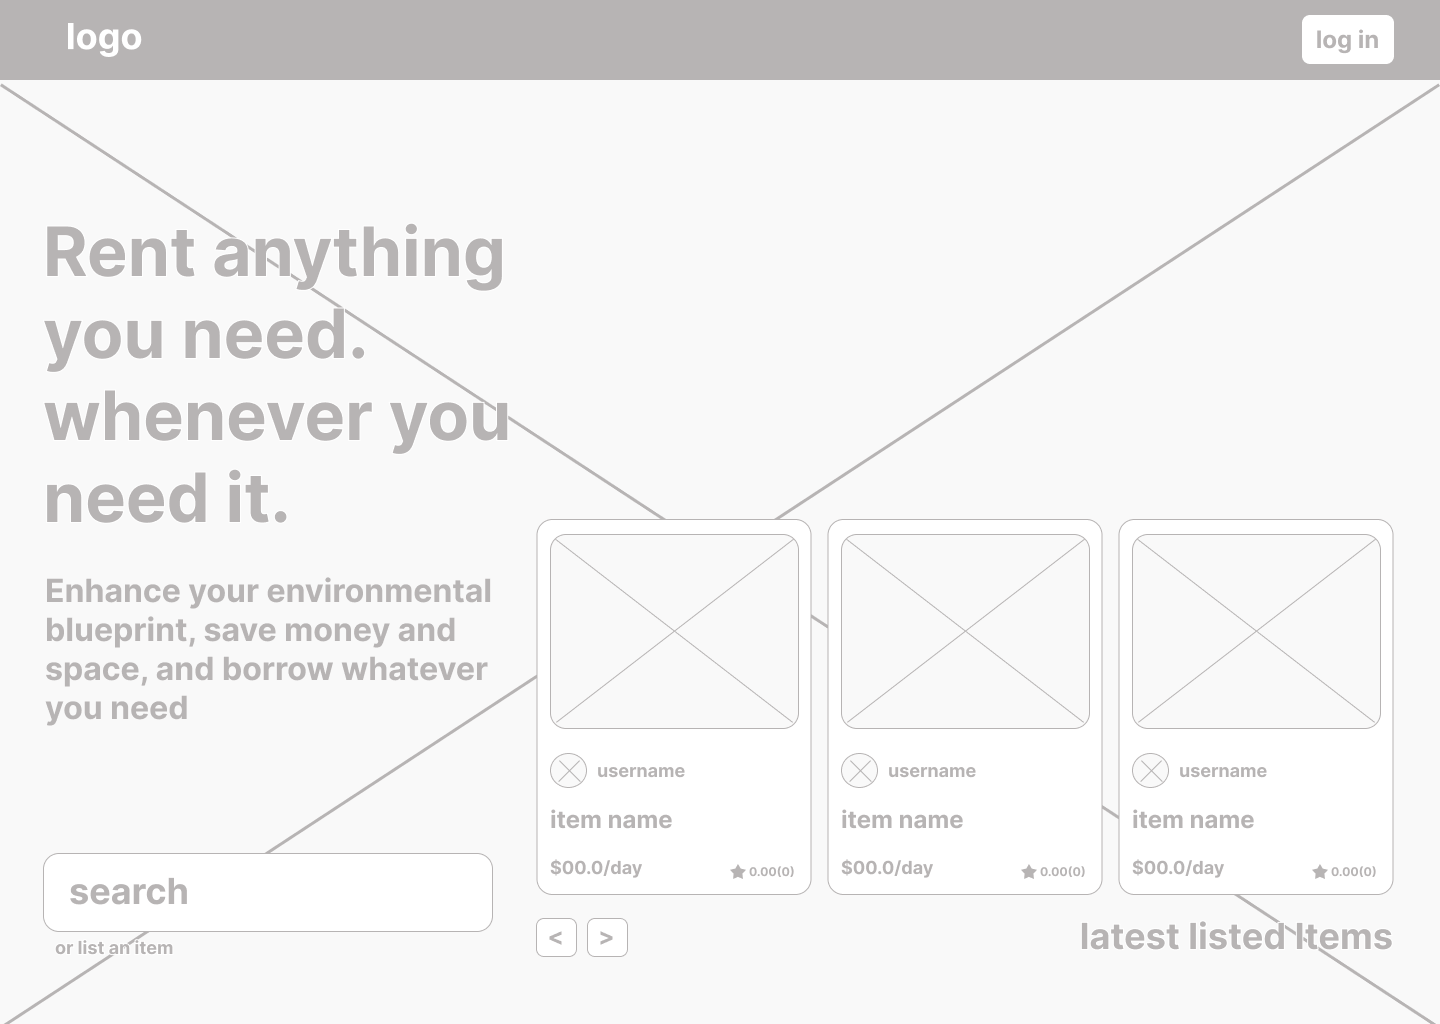 logo
log in
Rent anything
you need.
whenever you
need it.
Enhance your environmental
blueprint, save money and
space, and borrow whatever
you need
search
or list an item
username
item name
$00.0/day
0.00(0)
username
item name
$00.0/day
0.00(0)
username
item name
$00.0/day
0.00(0)
< >
latest listed Items